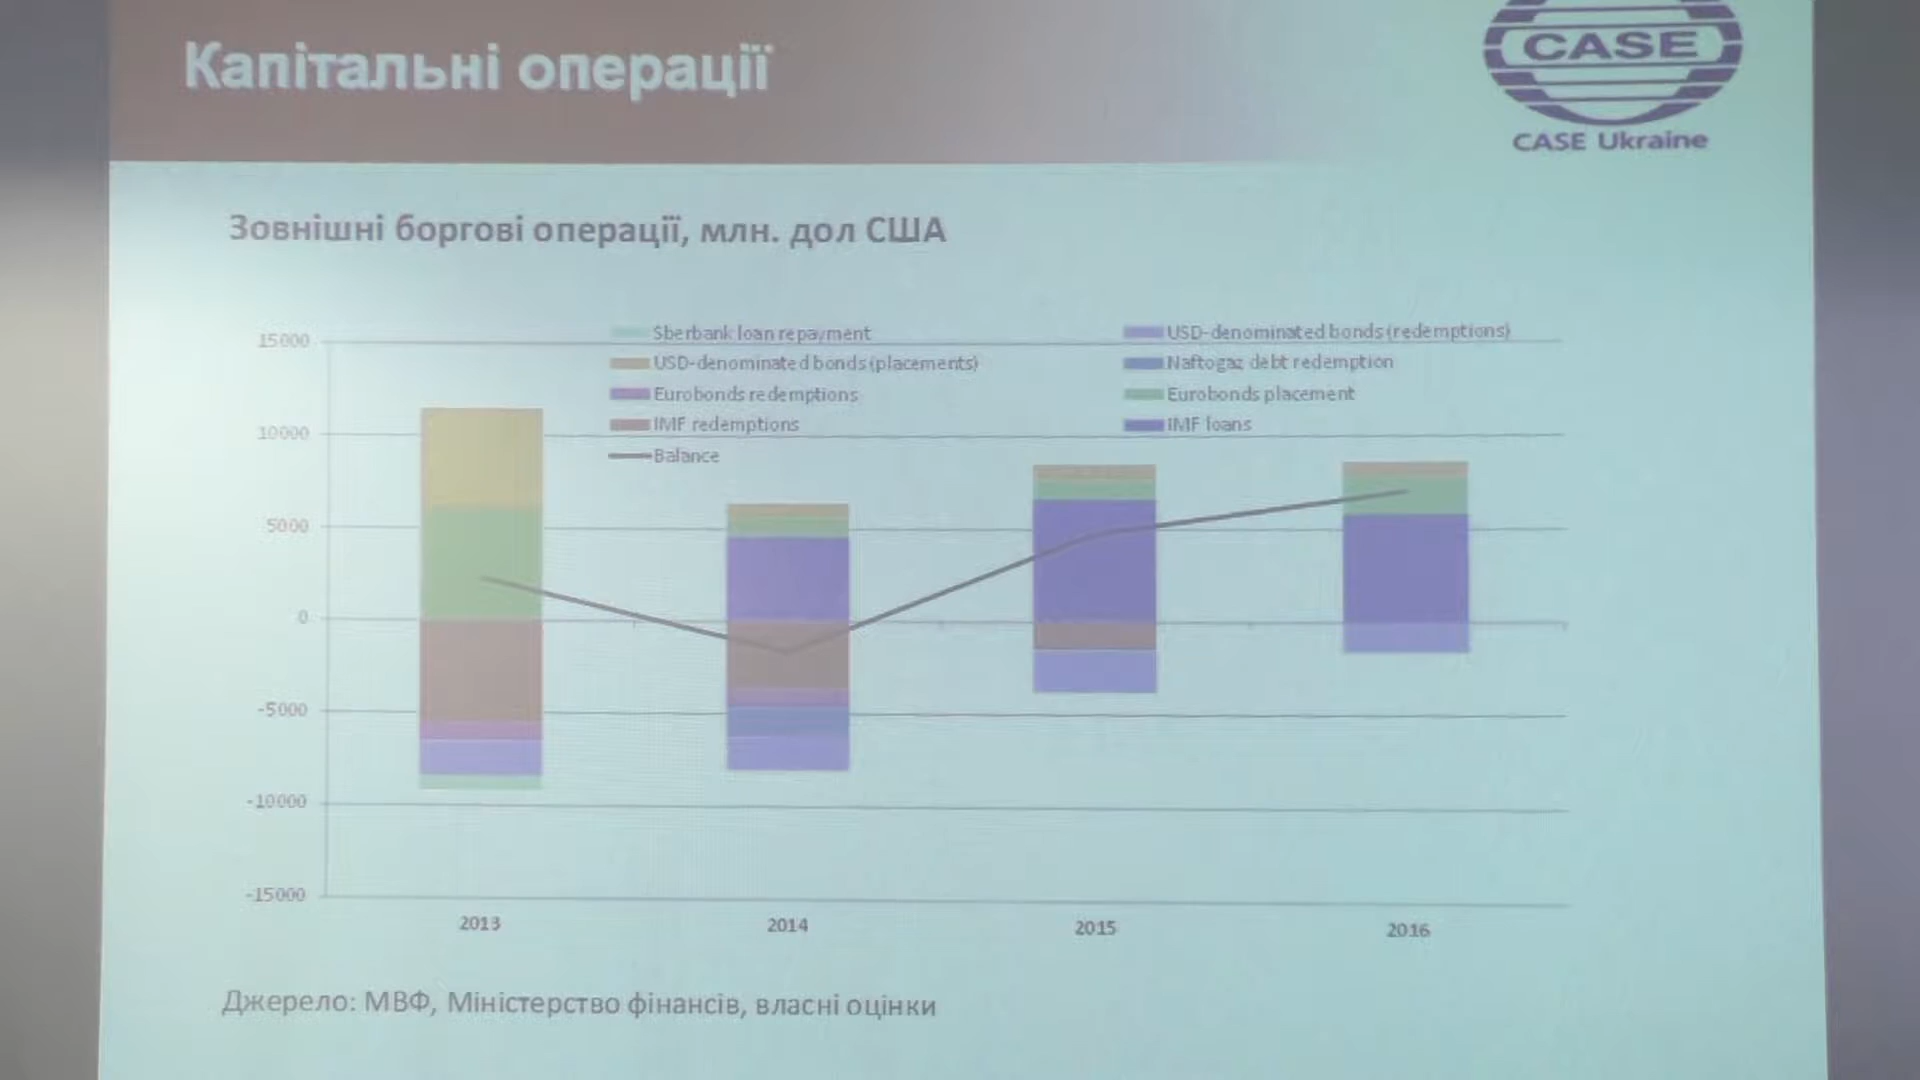 Капітальні операції
CASE
CASE Ukraine
Зовнішні боргові операції, млн. дол США
Sberbank loan repayment
USD-denominated bonds (redemptions)
USD-denominated bonds (placements)
Naftogaz debt redemption
Eurobonds redemptions
Eurobonds placement
IMF redemptions
IMF loans
Balance
15000
10000
5000
0
-5000
-10000
-15000
2013
2014
2015
2016
Джерело: МВФ, Міністерство фінансів, власні оцінки